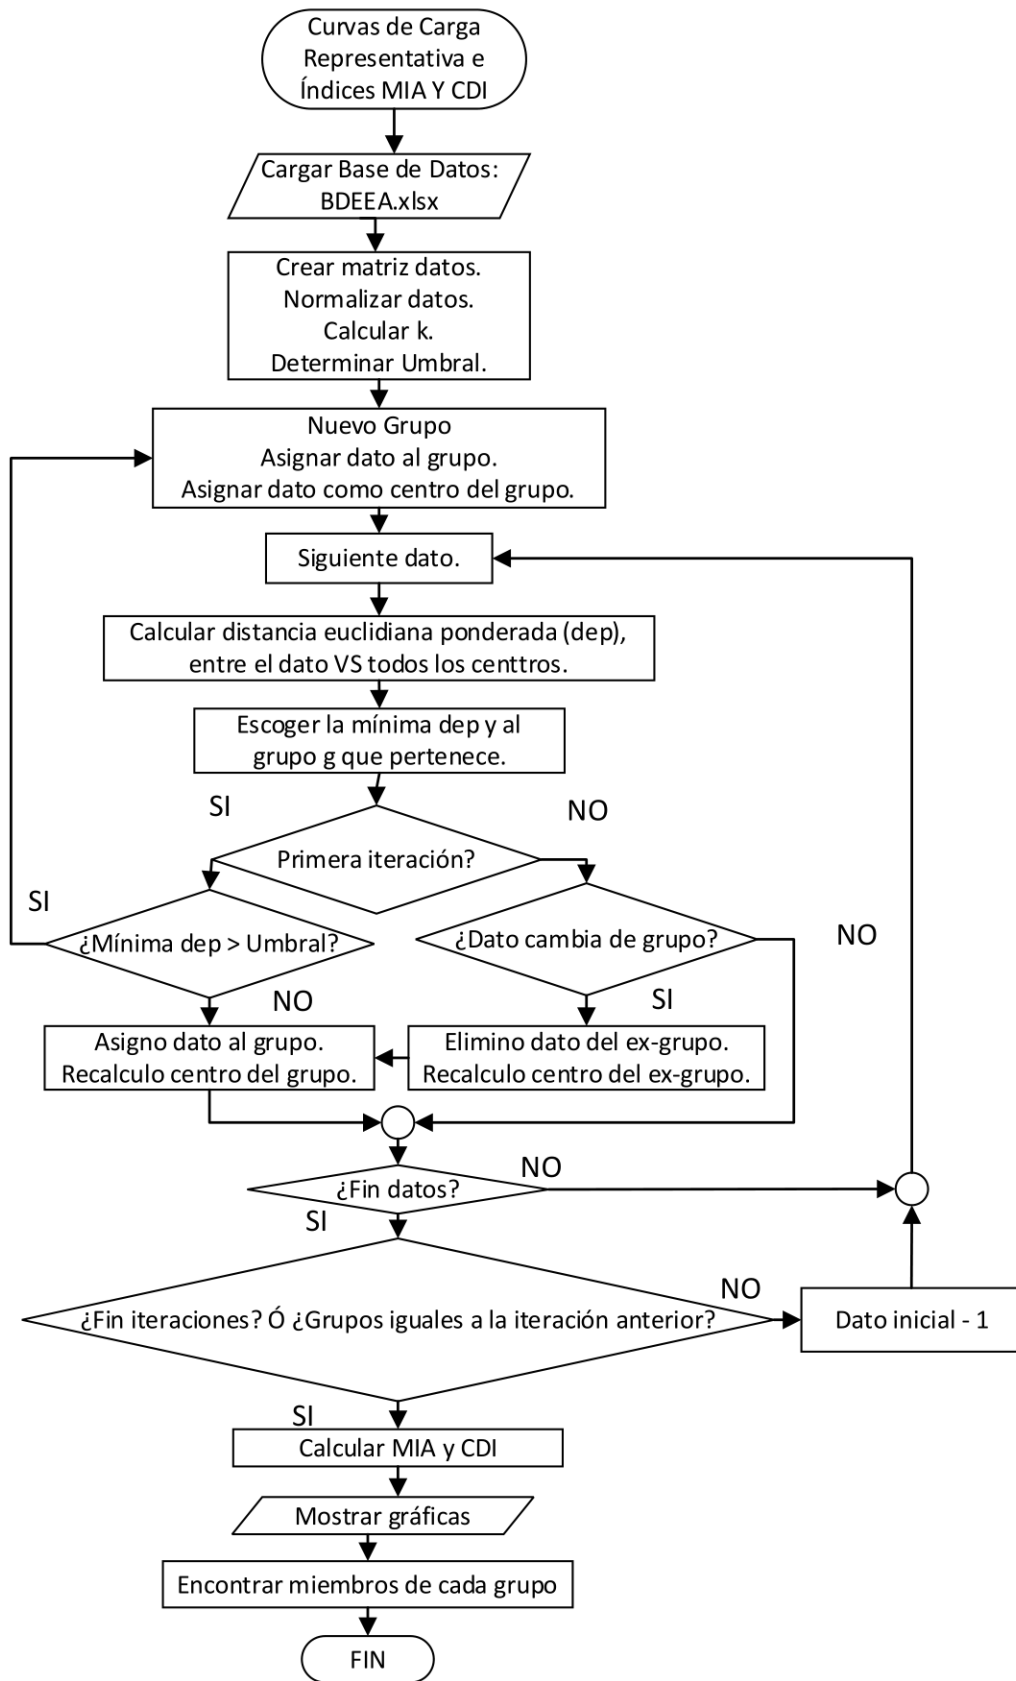 Curvas de Carga
Representativa e
Índices MIA Y CDI
Cargar Base de Datos:
BDEEA.xlsx
Crear matriz datos.
Normalizar datos.
Calcular k.
Determinar Umbral.
Nuevo Grupo
Asignar dato al grupo.
Asignar dato como centro del grupo.
Siguiente dato.
Calcular distancia euclidiana ponderada (dep),
entre el dato VS todos los centtros.
Escoger la mínima dep y al
grupo g que pertenece.
SI
NO
Primera iteración?
SI
¿Mínima dep > Umbral?
¿Dato cambia de grupo?
NO
NO
SI
Asigno dato al grupo.
Recalculo centro del grupo.
Elimino dato del ex-grupo.
Recalculo centro del ex-grupo.
¿Fin datos?
NO
SI
¿Fin iteraciones? Ó ¿Grupos iguales a la iteración anterior?
NO
Dato inicial - 1
SI
Calcular MIA y CDI
Mostrar gráficas
Encontrar miembros de cada grupo
FIN